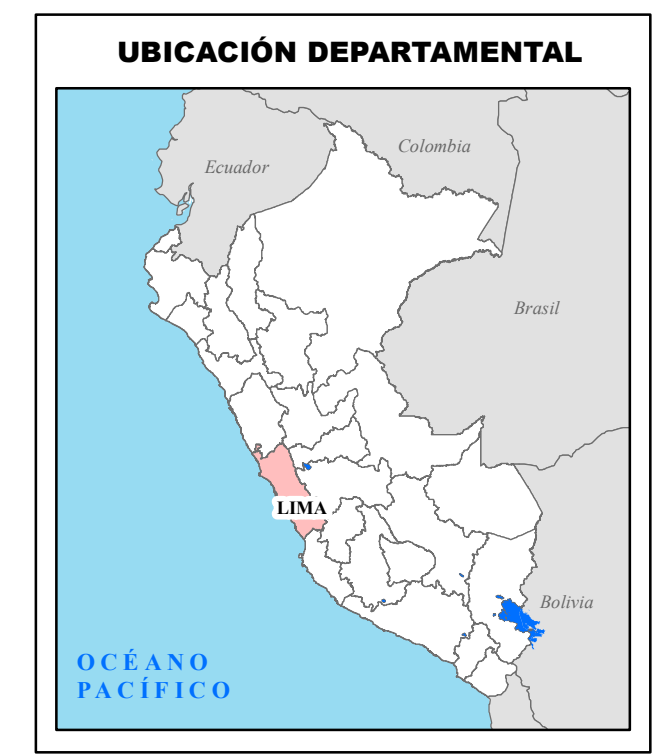 UBICACIÓN DEPARTAMENTAL
Ecuador
Colombia
Brasil
LIMA
Bolivia
OCÉANO
PACÍFICO